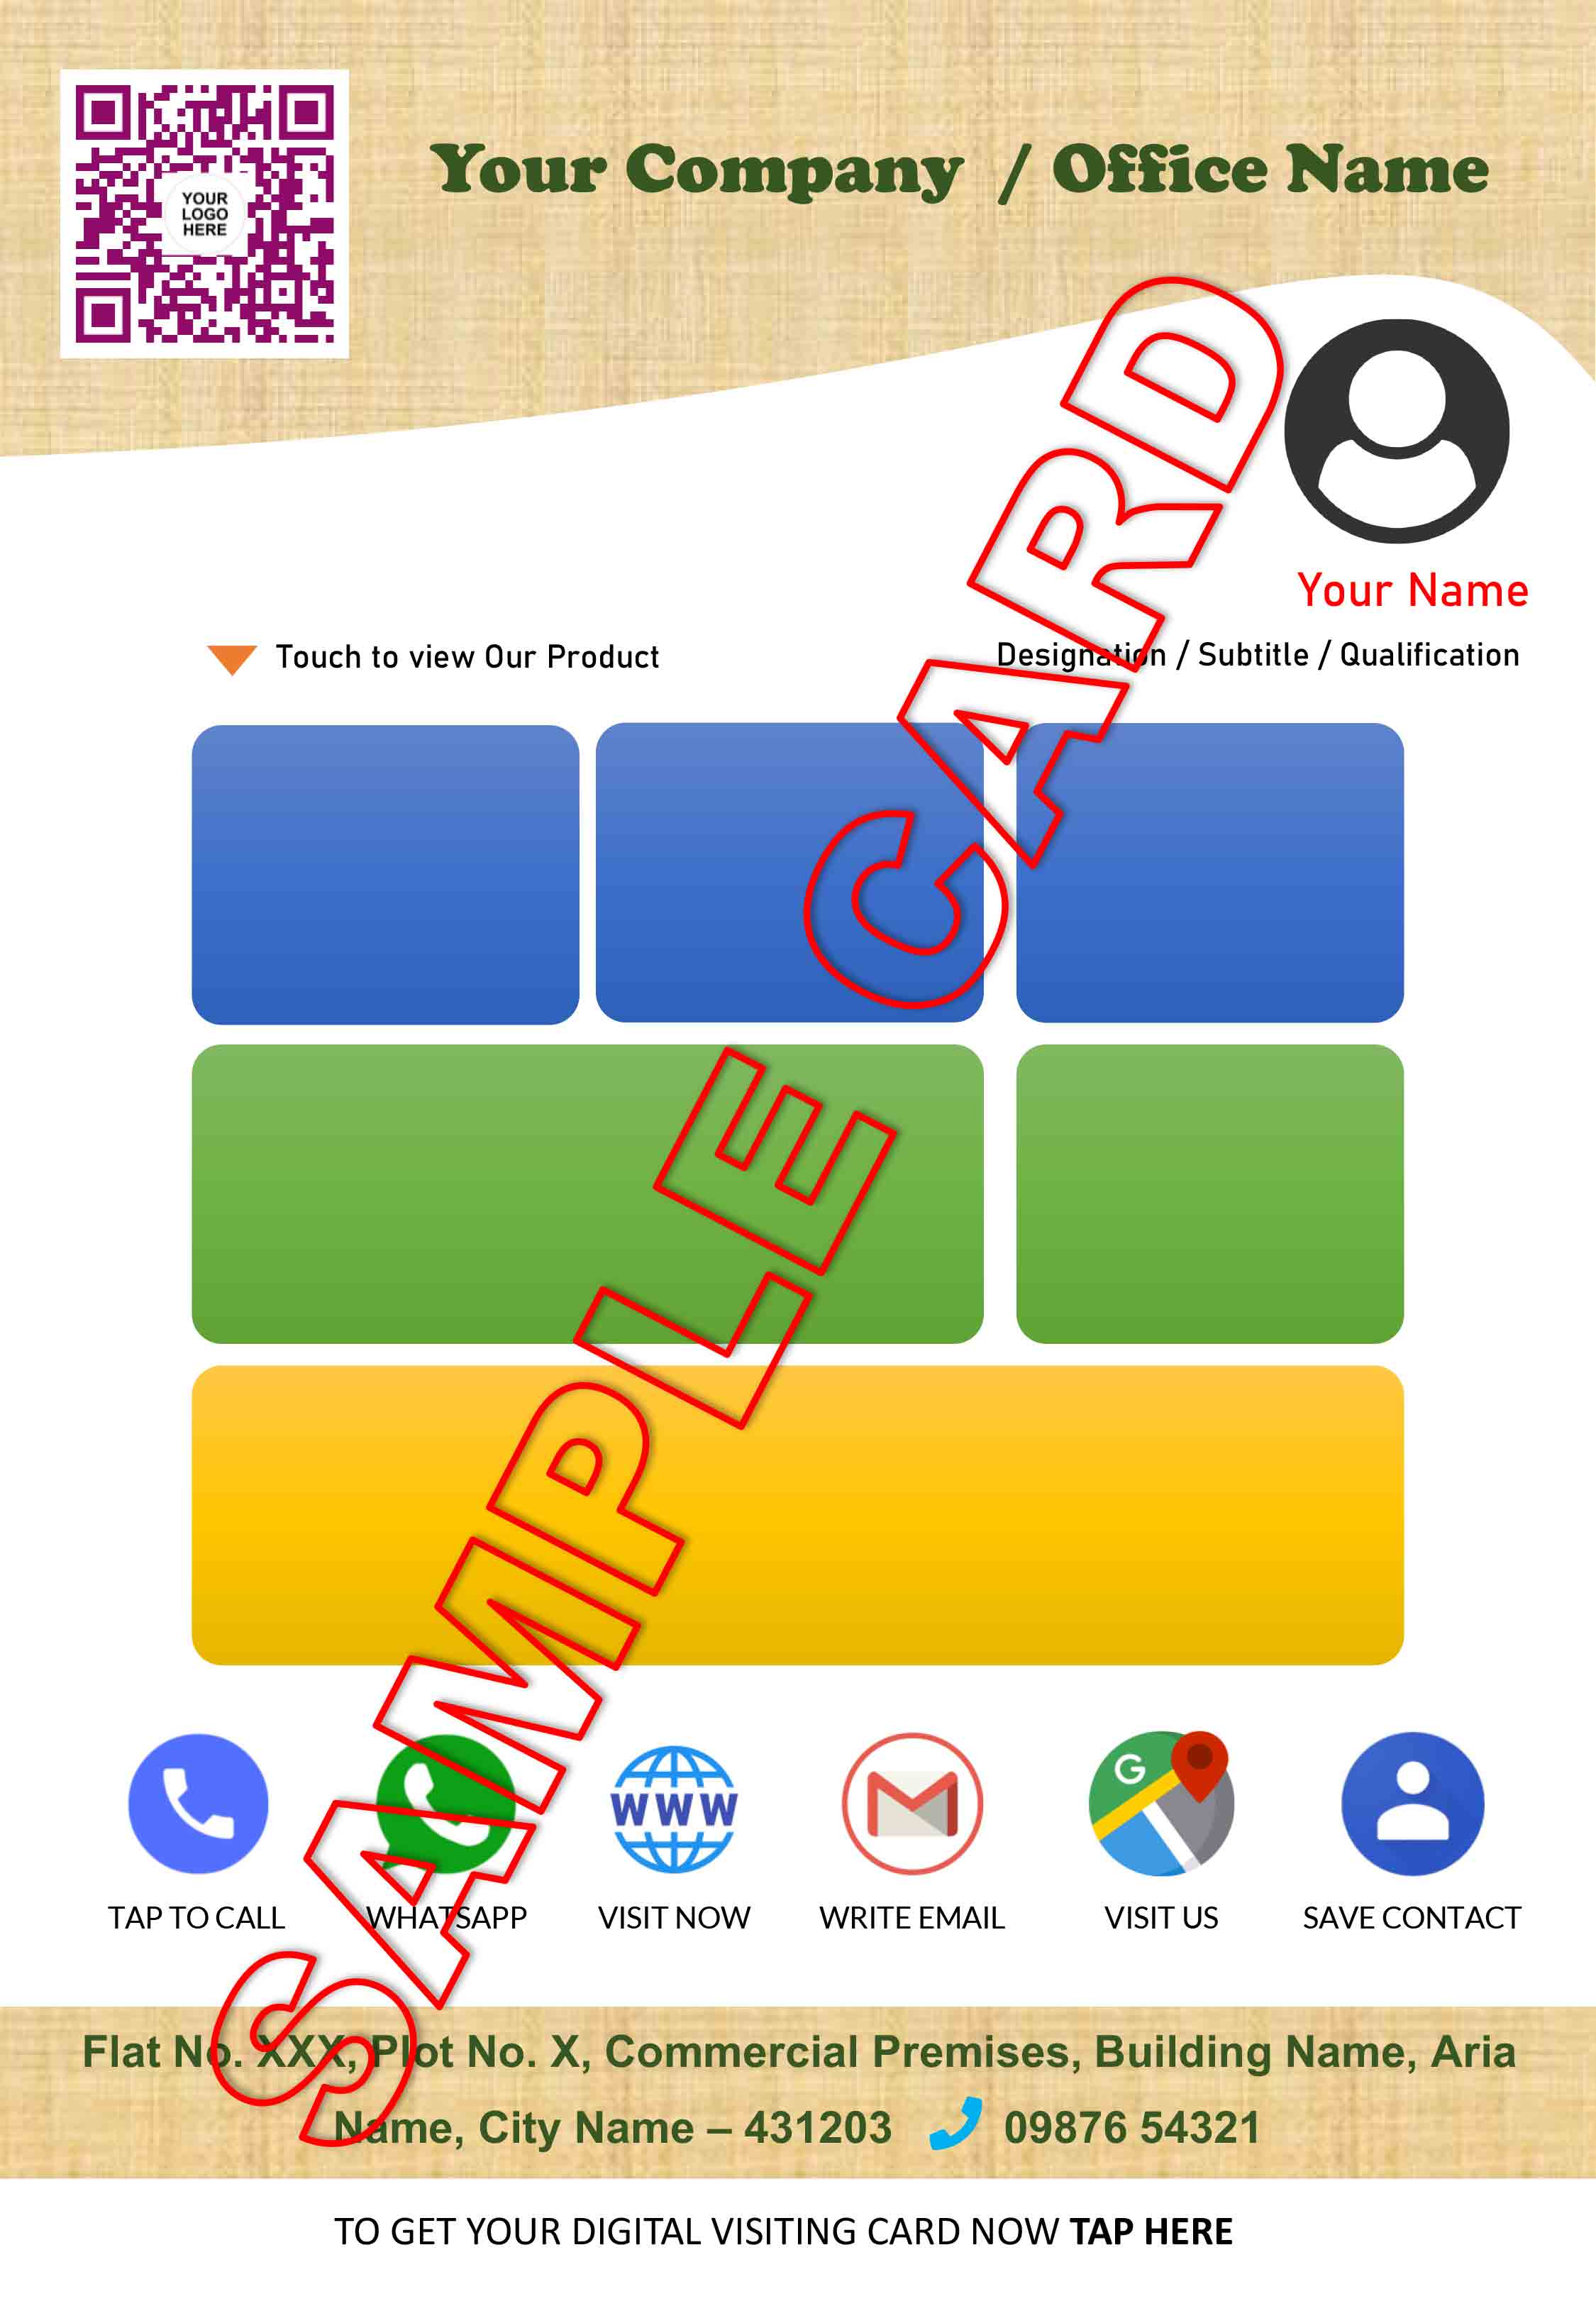 YOUR
LOGO
HERE
Your Company / Office Name
Your Name
Touch to view Our Product
Designation / Subtitle / Qualification
SAMPLE CARD
G
WWW
M
TAP TO CALL
WHATSAPP
VISIT NOW
WRITE EMAIL
VISIT US
SAVE CONTACT
Flat No. XXX, Plot No. X, Commercial Premises, Building Name, Aria
Name, City Name – 431203 09876 54321
TO GET YOUR DIGITAL VISITING CARD NOW TAP HERE